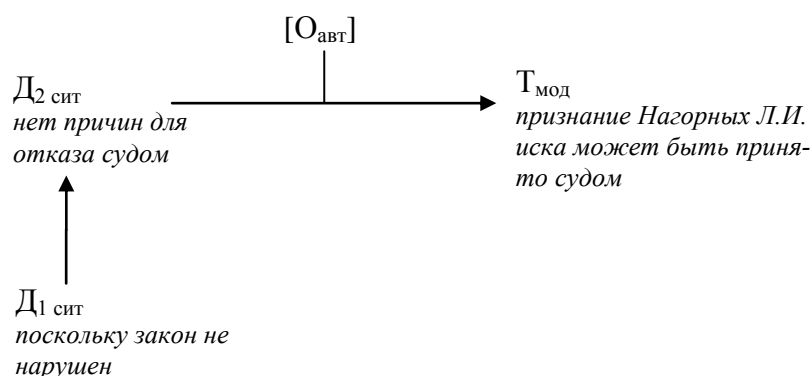 [Оавт]
Д2 сит
нет причин для
отказа судом
Тмод
признание Нагорных Л.И.
иска может быть приня-
то судом
Д1 сит
поскольку закон не
нарушен